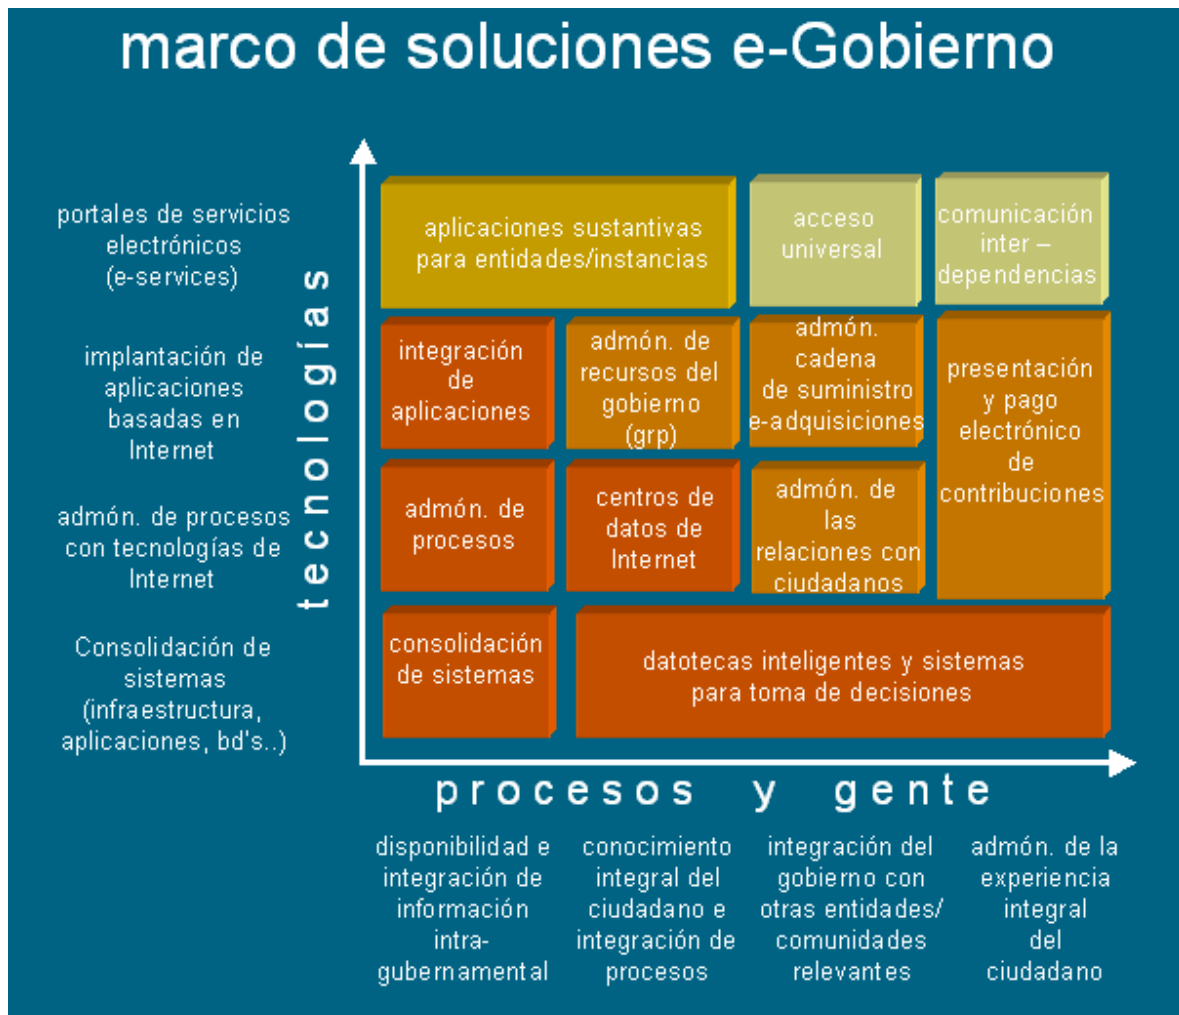 marco de soluciones e-Gobierno
portales de servicios
electrónicos
(e-services)
implantación de
aplicaciones
basadas en
Internet
admón. de procesos
con tecnologías de
Internet
Consolidación de
sistemas
(infraestructura,
aplicaciones, bd's..)
tecnologías
aplicaciones sustantivas
para entidades/instancias
acceso
universal
comunicación
inter –
dependencias
integración
de
aplicaciones
admón. de
recursos del
gobierno
(grp)
admón.
cadena
de suministro
e-adquisiciones
presentación
y pago
electrónico
de
contribuciones
admón. de
procesos
centros de
datos de
Internet
admón. de
las
relaciones con
ciudadanos
consolidación
de sistemas
datotecas inteligentes y sistemas
para toma de decisiones
procesos y gente
disponibilidad e
integración de
información
intra-
gubernamental
conocimiento
integral del
ciudadano e
integración de
procesos
integración del
gobierno con
otras entidades/
comunidades
relevantes
admón. de la
experiencia
integral
del
ciudadano